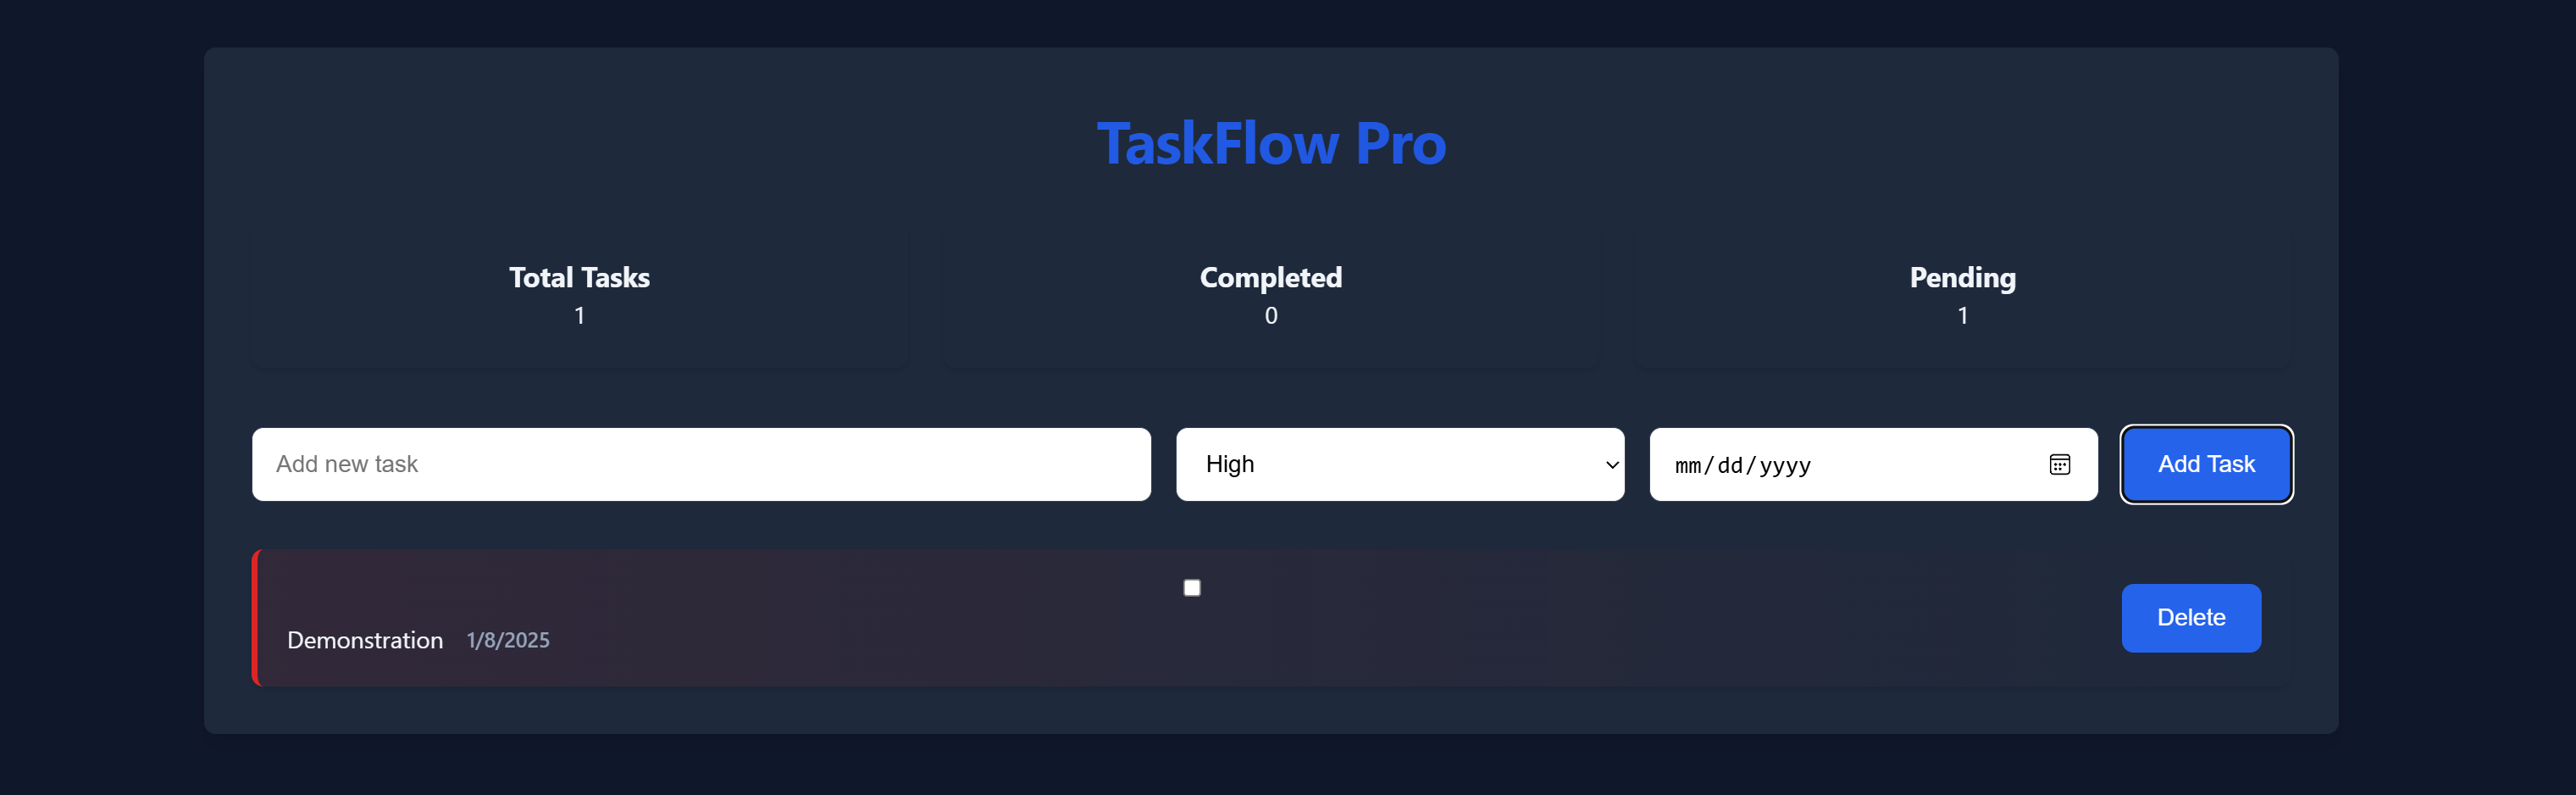 TaskFlow Pro
Total Tasks
1
Completed
0
Pending
1
Add new task
High
mm/dd/yyyy
Add Task
Demonstration 1/8/2025
Delete